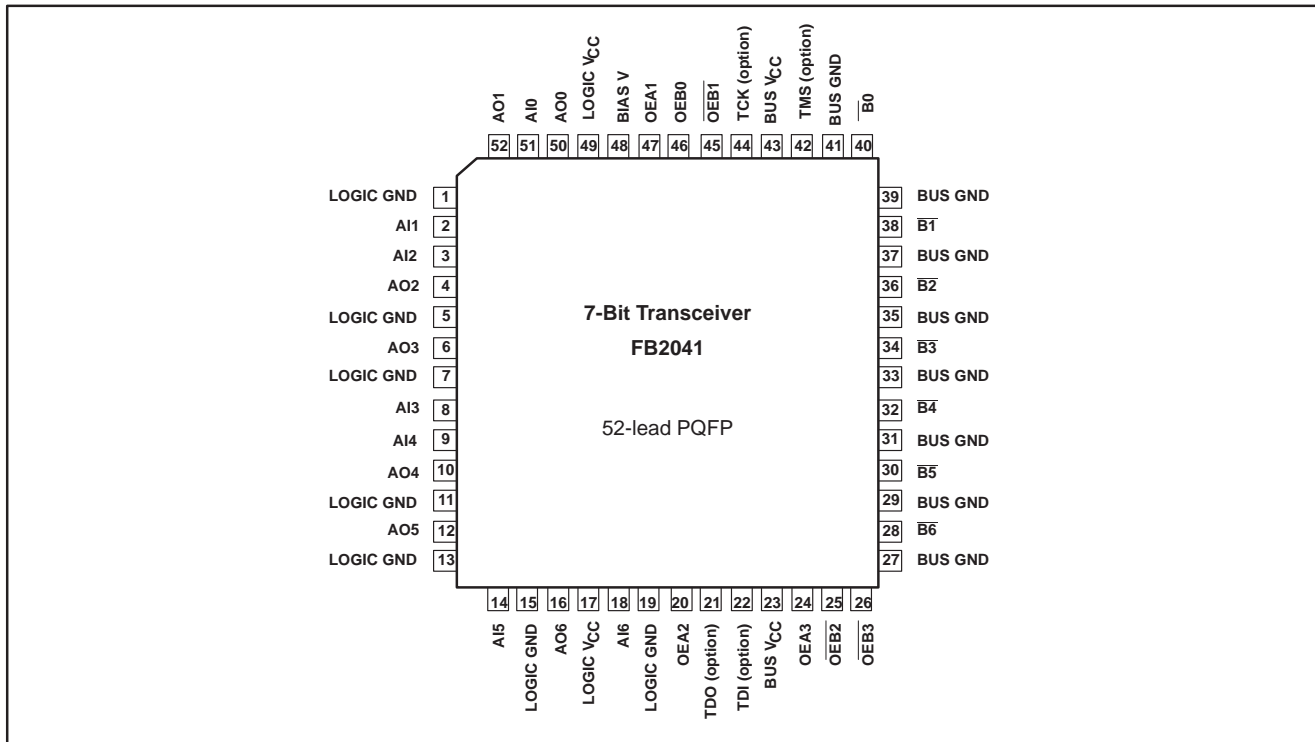 AO1
AI0
AO0
LOGIC VCC
BIAS V
OEA1
OEB0
OEB1
TCK (option)
BUS VCC
TMS (option)
BUS GND
B0
52 51 50 49 48 47 46 45 44 43 42 41 40
LOGIC GND 1
AI1 2
AI2 3
AO2 4
LOGIC GND 5
AO3 6
LOGIC GND 7
AI3 8
AI4 9
AO4 10
LOGIC GND 11
AO5 12
LOGIC GND 13
7-Bit Transceiver
FB2041
52-lead PQFP
39 BUS GND
38 B1
37 BUS GND
36 B2
35 BUS GND
34 B3
33 BUS GND
32 B4
31 BUS GND
30 B5
29 BUS GND
28 B6
27 BUS GND
14 15 16 17 18 19 20 21 22 23 24 25 26
AI5
LOGIC GND
AO6
LOGIC VCC
AI6
LOGIC GND
OEA2
TDO (option)
TDI (option)
BUS VCC
OEA3
OEB2
OEB3